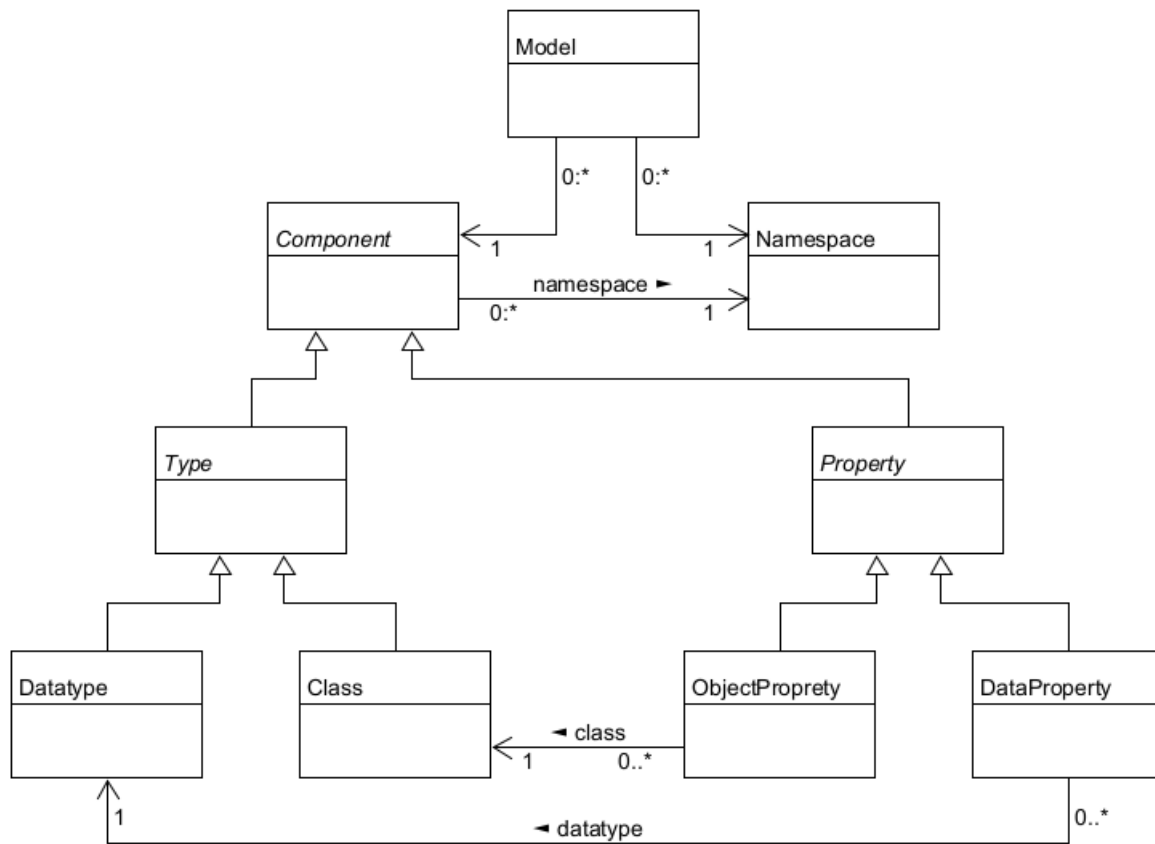 Model
0:*
0:*
Component
1
1
Namespace
namespace ►
0:*
1
Type
Property
Datatype
Class
ObjectProprety
DataProperty
◄ class
1
0..*
1
0..*
◄ datatype